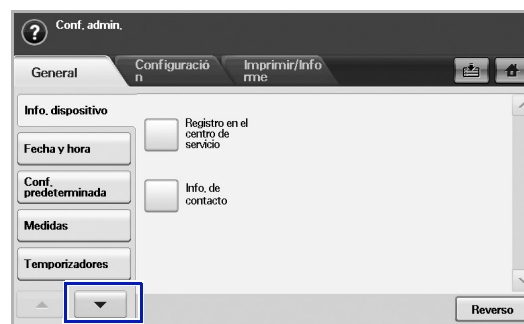 Conf. admin.
General
Configuració
n
Imprimir/Info
rme
Info. dispositivo
Fecha y hora
Conf.
predeterminada
Medidas
Temporizadores
Registro en el
centro de
servicio
Info. de
contacto
Reverso